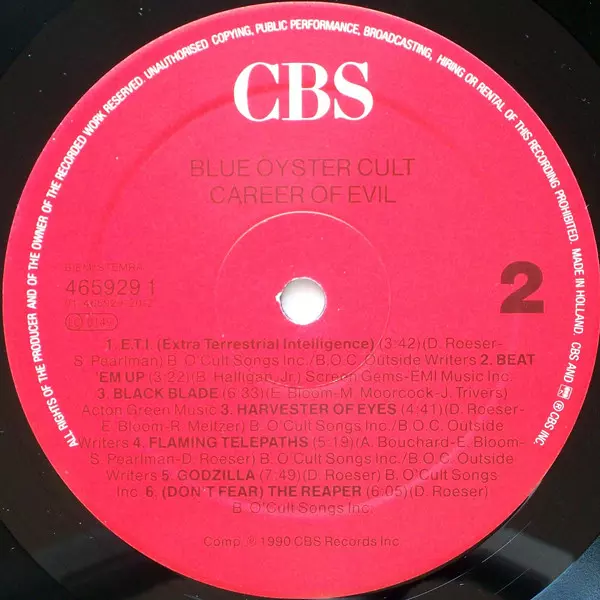 ALL RIGHTS OF THE PRODUCER AND OF THE OWNER OF THE RECORDED WORK RESERVED. UNAUTHORISED COPYING, PUBLIC PERFORMANCE, BROADCASTING, HIRING OR RENTAL OF THIS RECORDING PROHIBITED. MADE IN HOLLAND. CBS AND ℗ © CBS INC.
CBS
BLUE ÖYSTER CULT
CAREER OF EVIL
BIEM/STEMRA
465929 1
2
1. E.T.I. (Extra Terrestrial Intelligence) (3:42)(D. Roeser-
S. Pearlman) B. O'Cult Songs Inc./B.O.C. Outside Writers 2. BEAT
'EM UP (3:22)(B. Halligan, Jr.) Screen Gems-EMI Music Inc.
3. BLACK BLADE (6:33)(E. Bloom-M. Moorcock-J. Trivers)
Acton Green Music 3. HARVESTER OF EYES (4:41)(D. Roeser-
E. Bloom-R. Meltzer) B. O'Cult Songs Inc./B.O.C. Outside
Writers 4. FLAMING TELEPATHS (5:19)(A. Bouchard-E. Bloom-
S. Pearlman-D. Roeser) B. O'Cult Songs Inc./B.O.C. Outside
Writers 5. GODZILLA (7:49)(D. Roeser) B. O'Cult Songs
Inc. 6. (DON'T FEAR) THE REAPER (6:05)(D. Roeser)
B. O'Cult Songs Inc.
Comp. ℗ 1990 CBS Records Inc.